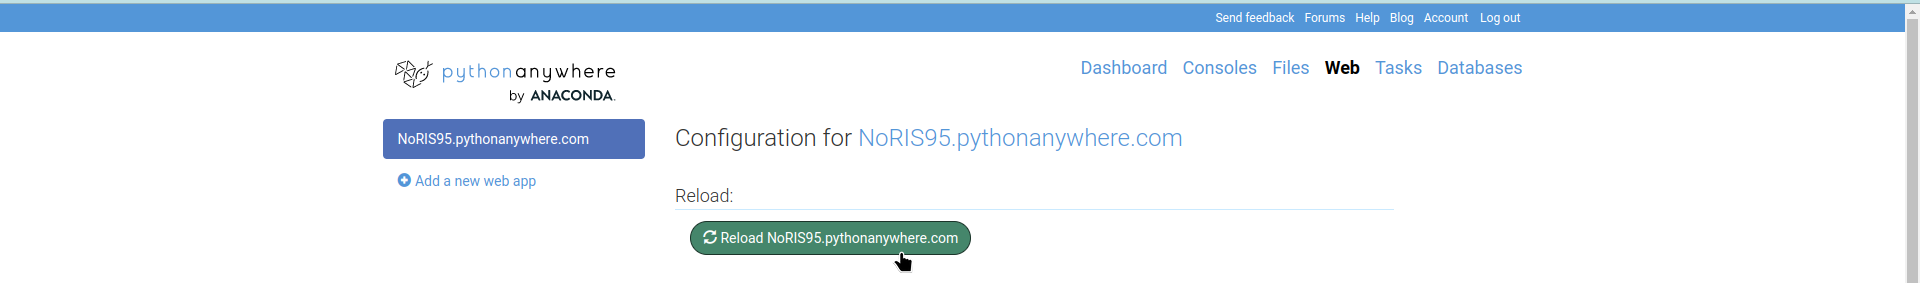 Send feedback Forums Help Blog Account Log out
pythonanywhere
by ANACONDA.
Dashboard Consoles Files Web Tasks Databases
NoRIS95.pythonanywhere.com
Add a new web app
Configuration for NoRIS95.pythonanywhere.com
Reload:
Reload NoRIS95.pythonanywhere.com